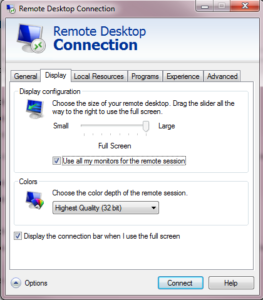 Remote Desktop Connection
Remote Desktop
Connection
General Display Local Resources Programs Experience Advanced
Display configuration
Choose the size of your remote desktop. Drag the slider all
the way to the right to use the full screen.
Small Large
Full Screen
Use all my monitors for the remote session
Colors
Choose the color depth of the remote session.
Highest Quality (32 bit)
Display the connection bar when I use the full screen
Options Connect Help